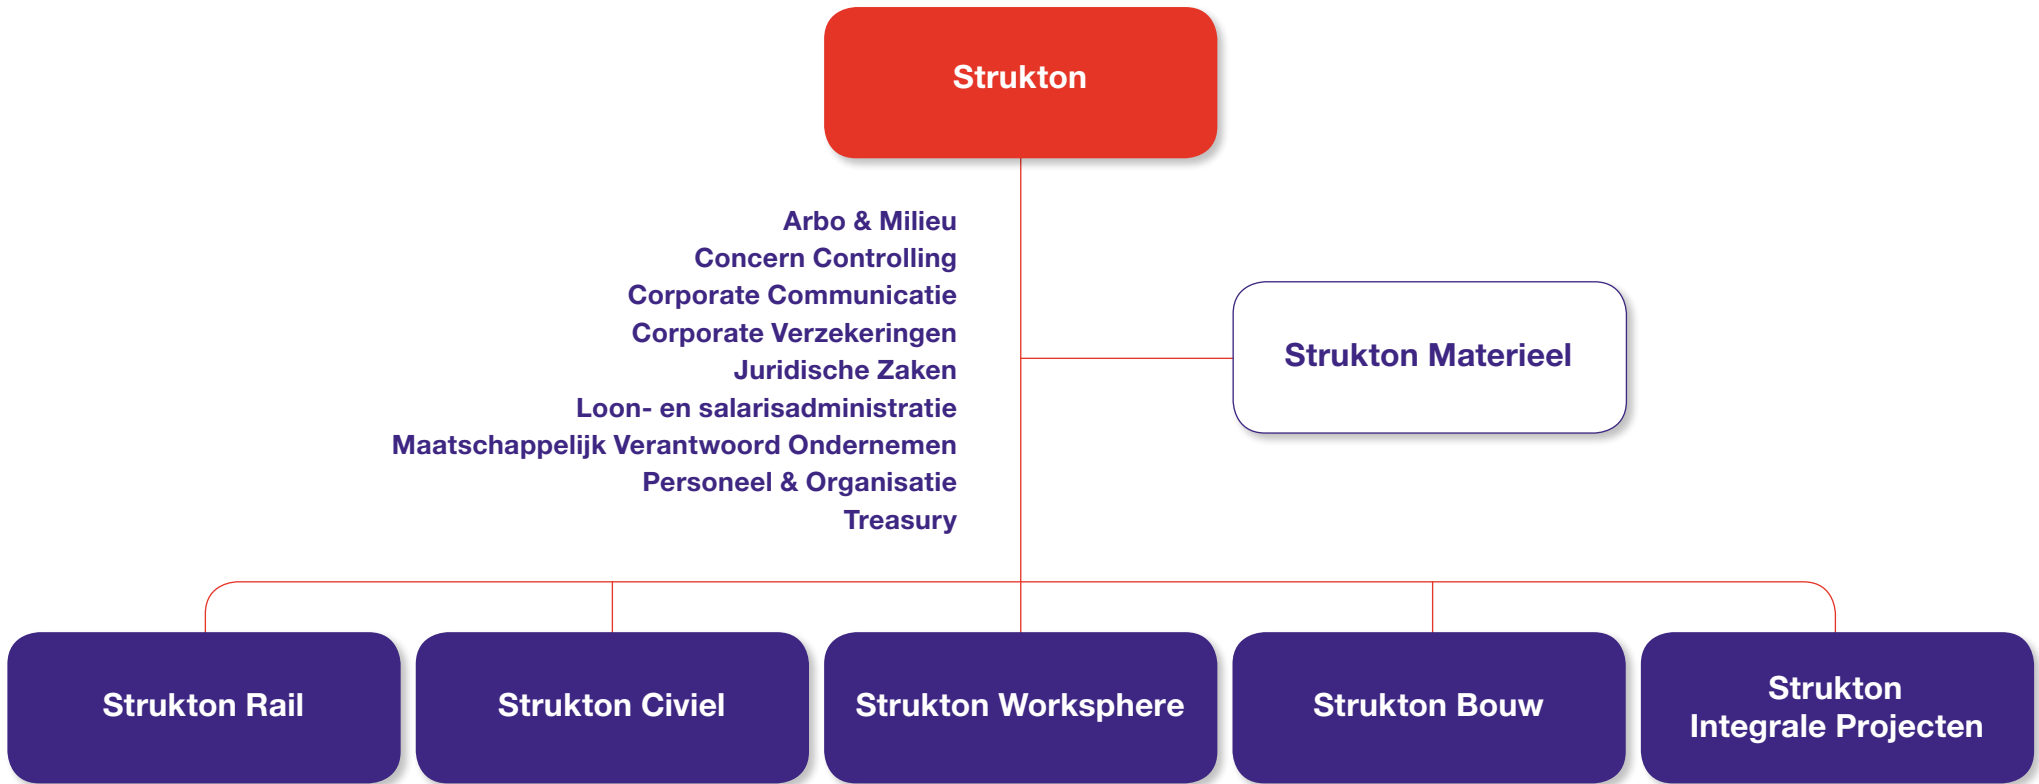 Strukton
Arbo & Milieu
Concern Controlling
Corporate Communicatie
Corporate Verzekeringen
Juridische Zaken
Loon- en salarisadministratie
Maatschappelijk Verantwoord Ondernemen
Personeel & Organisatie
Treasury
Strukton Materieel
Strukton Rail
Strukton Civiel
Strukton Worksphere
Strukton Bouw
Strukton
Integrale Projecten